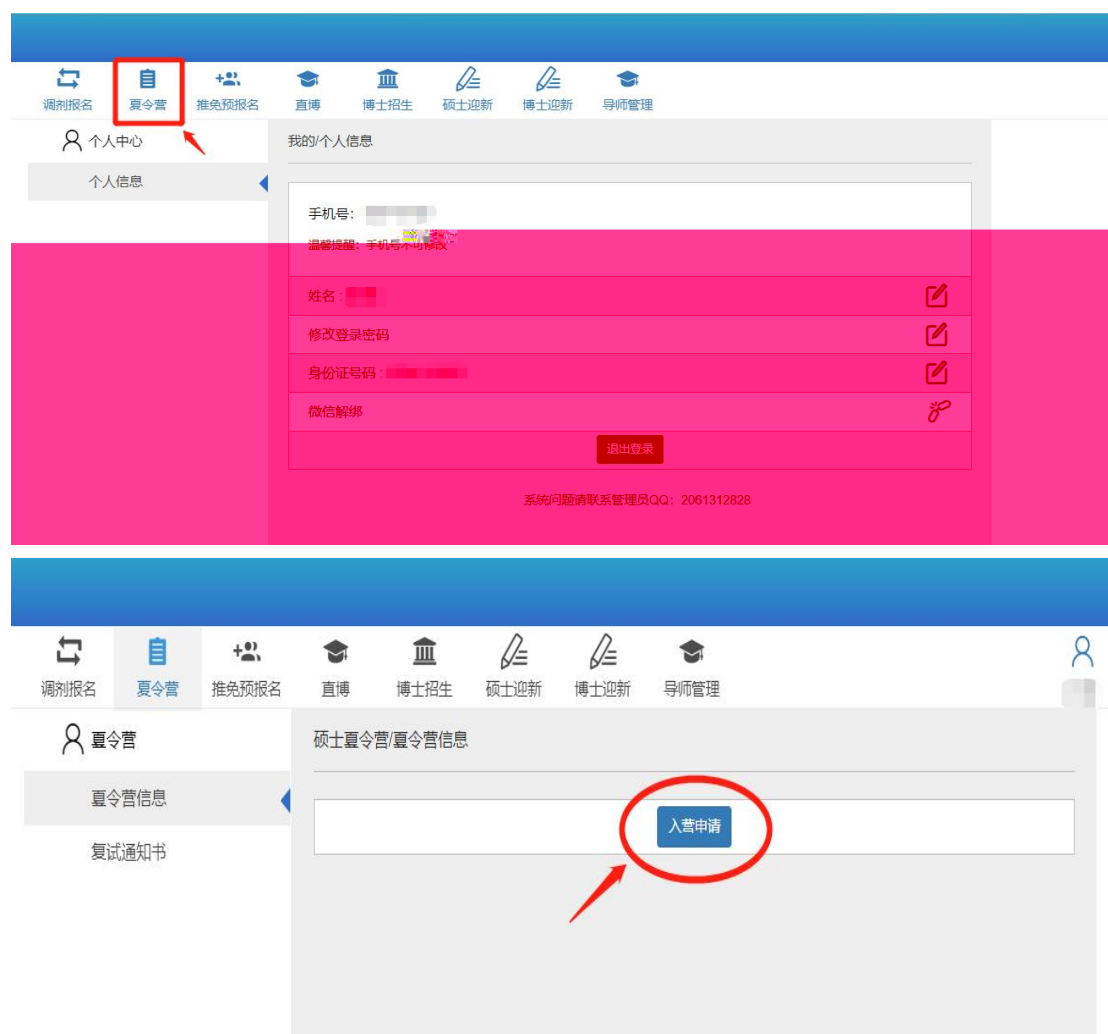 调剂报名 夏令营 推免预报名 直博 博士招生 硕士迎新 博士迎新 导师管理
个人中心
我的/个人信息
个人信息
手机号:
温馨提醒:手机号不可修改
姓名 :
修改登录密码
身份证号码 :
微信解绑
退出登录
系统问题请联系管理员QQ：2061312828
调剂报名 夏令营 推免预报名 直博 博士招生 硕士迎新 博士迎新 导师管理
夏令营
硕士夏令营/夏令营信息
夏令营信息
入营申请
复试通知书